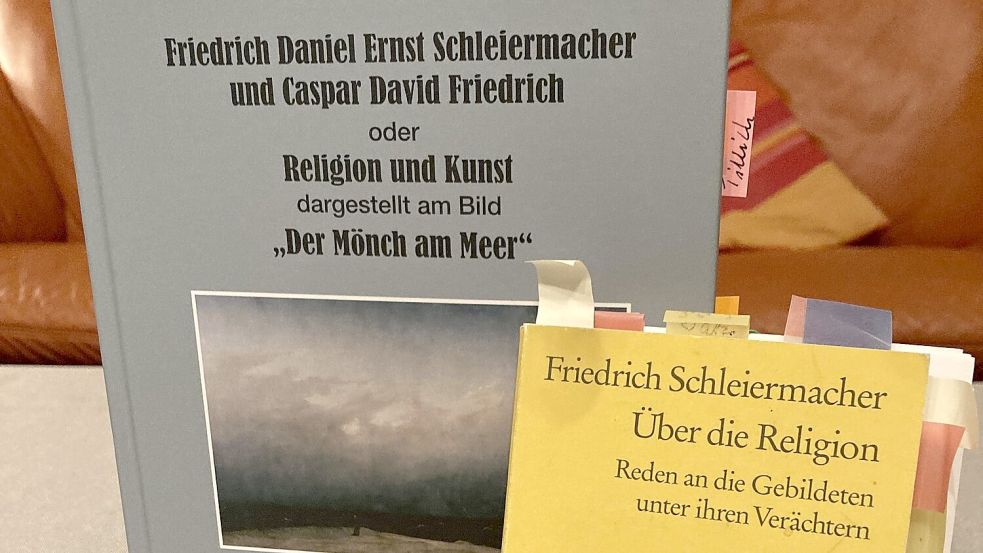 Friedrich Daniel Ernst Schleiermacher
und Caspar David Friedrich
oder
Religion und Kunst
dargestellt am Bild
„Der Mönch am Meer“
Tillich
Friedrich Schleiermacher
Über die Religion
Reden an die Gebildeten
unter ihren Verächtern